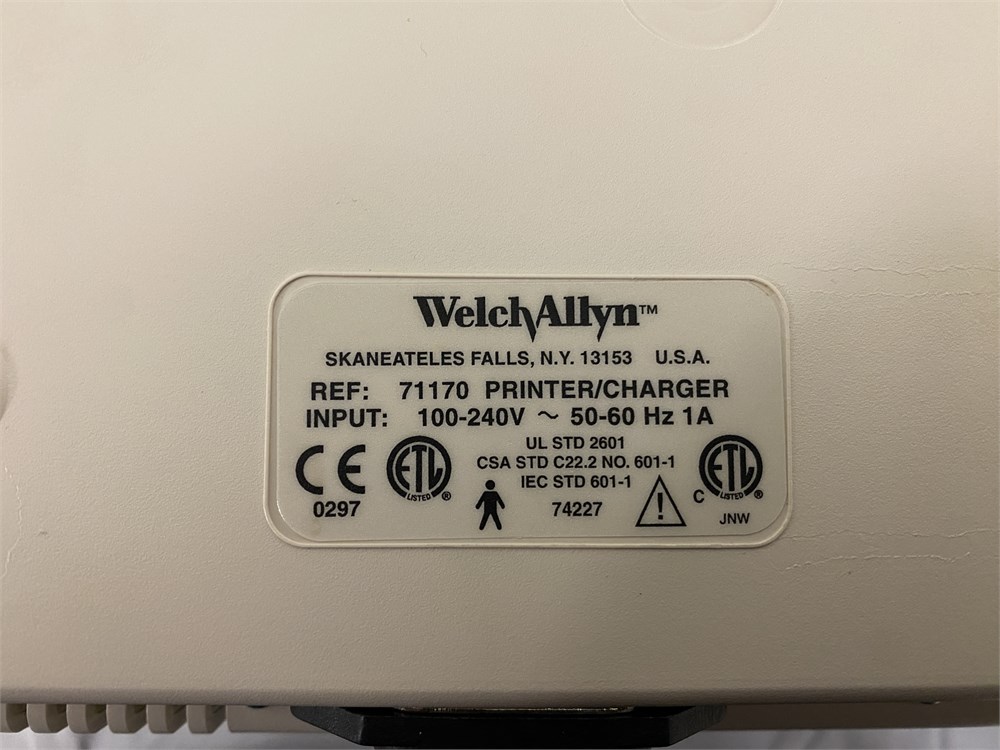 WelchAllyn™
SKANEATELES FALLS, N.Y. 13153 U.S.A.
REF: 71170 PRINTER/CHARGER
INPUT: 100-240V ~ 50-60 Hz 1A
UL STD 2601
CSA STD C22.2 NO. 601-1
IEC STD 601-1
CE
0297
ETL
LISTED ®
74227
!
C
ETL
LISTED ®
JNW